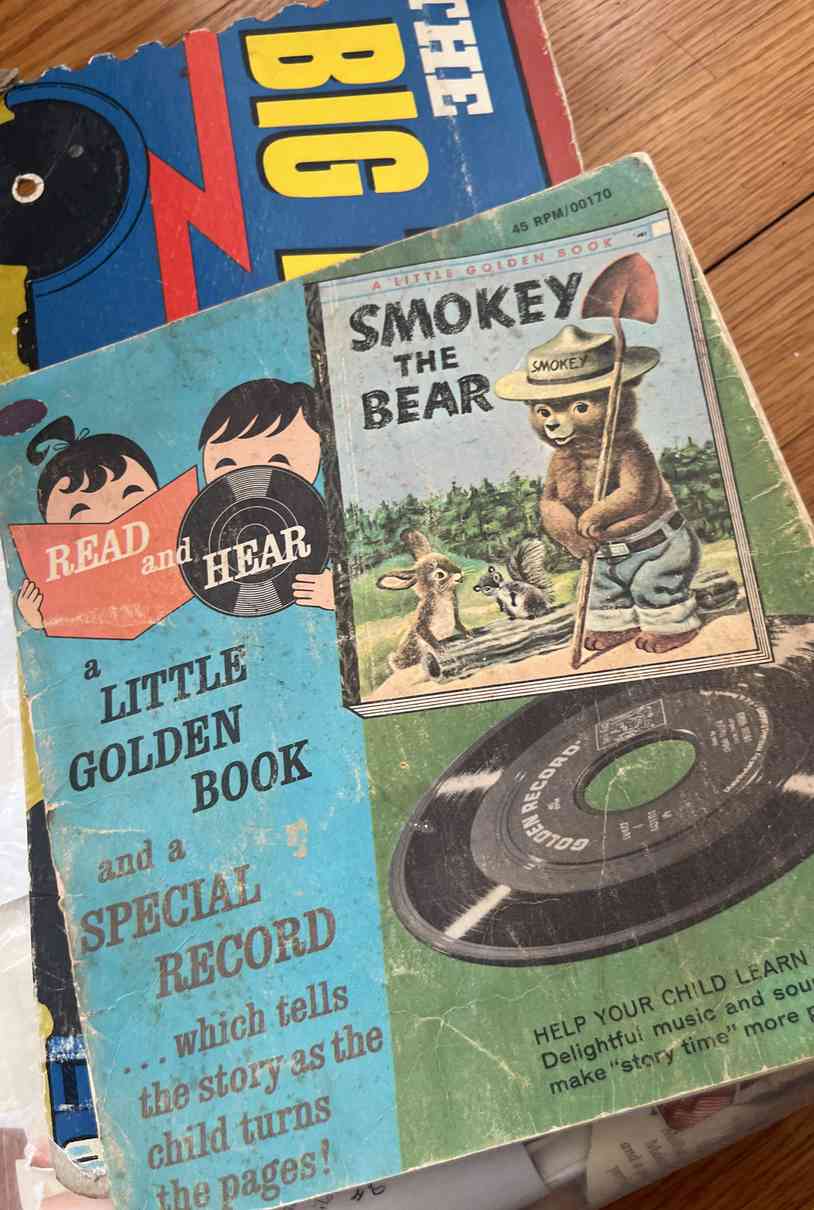 THE
BIG
45 RPM/00170
A LITTLE GOLDEN BOOK
SMOKEY
THE
BEAR
SMOKEY
READ and HEAR
a
LITTLE
GOLDEN
BOOK
and a
SPECIAL
RECORD
...which tells
the story as the
child turns
the pages!
GOLDEN RECORD
HELP YOUR CHILD LEARN
Delightful music and sou
make "story time" more p